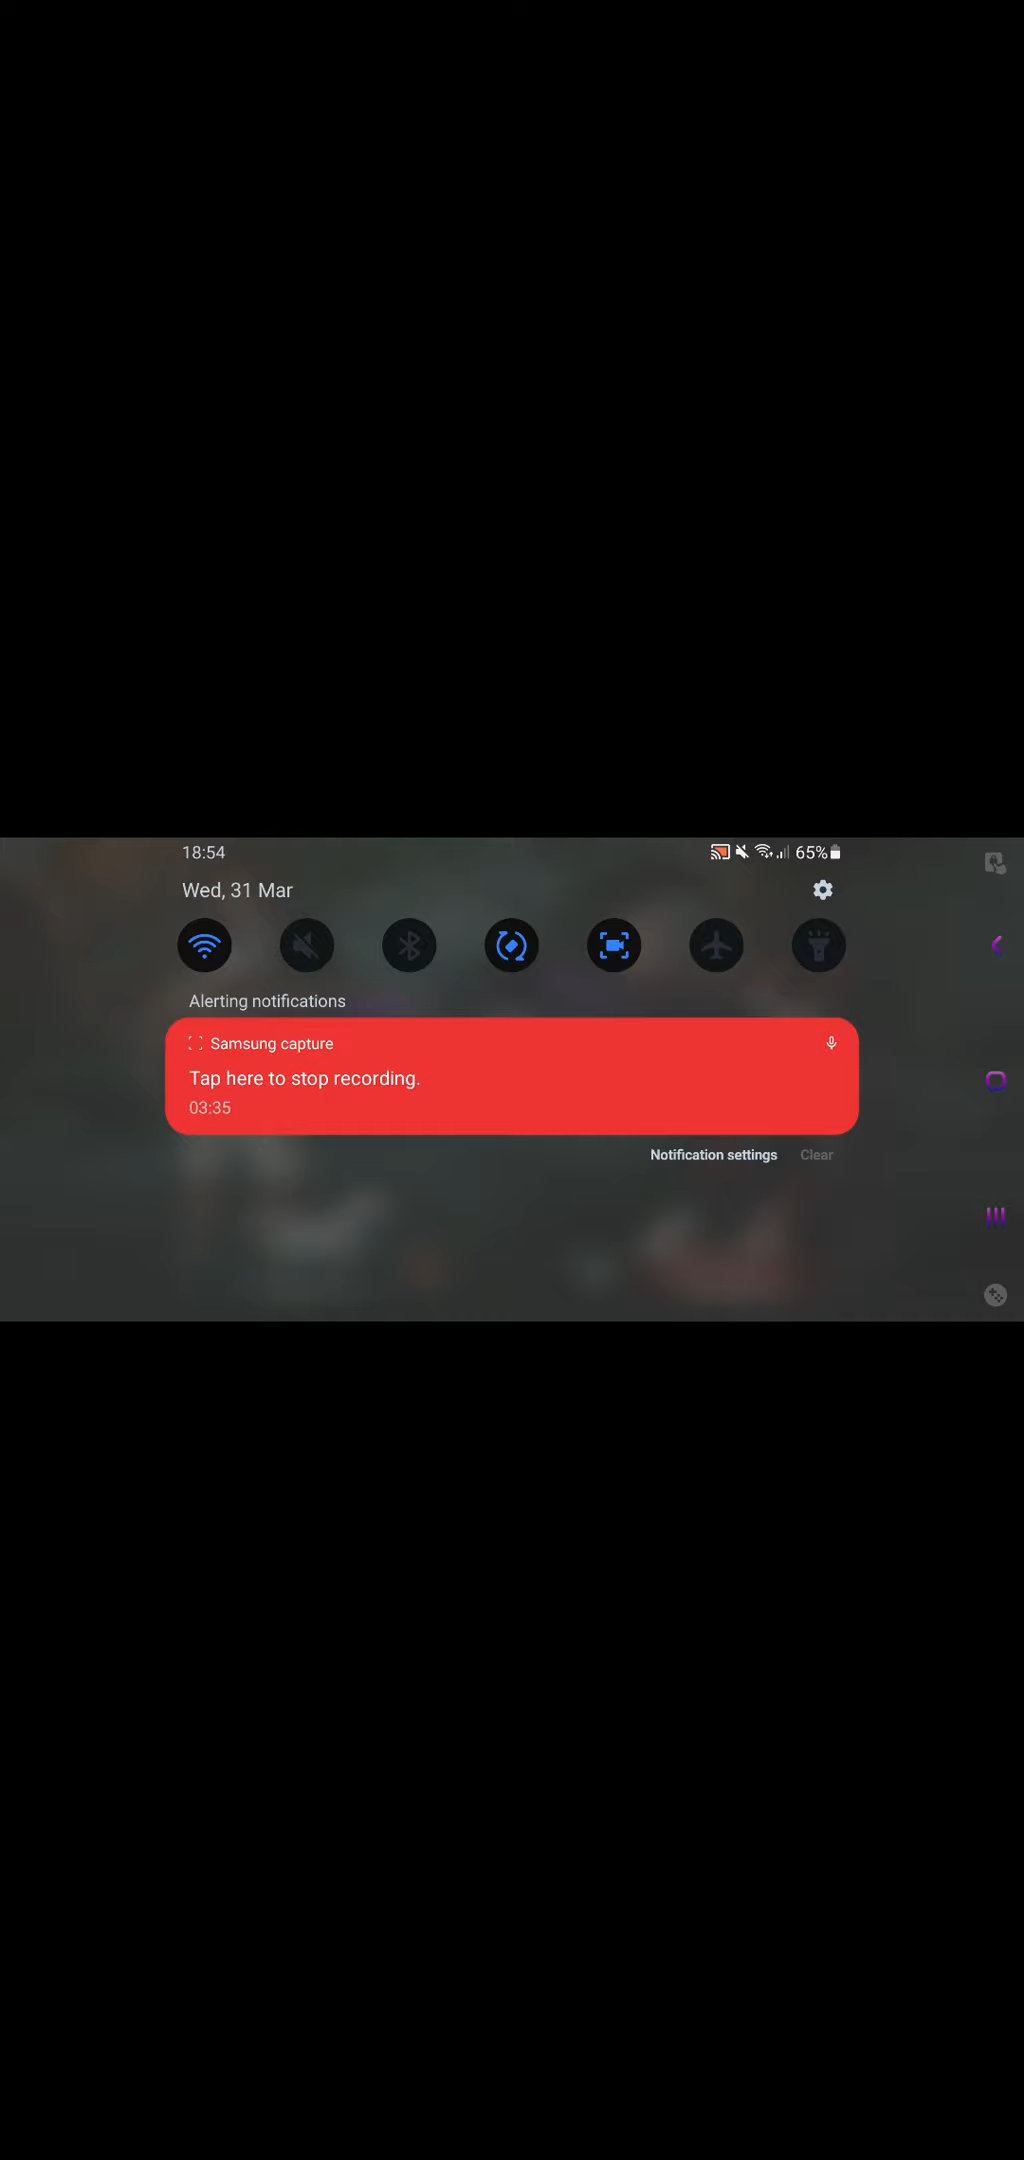 18:54
65%
Wed, 31 Mar
Alerting notifications
Samsung capture
Tap here to stop recording.
03:35
Notification settings Clear